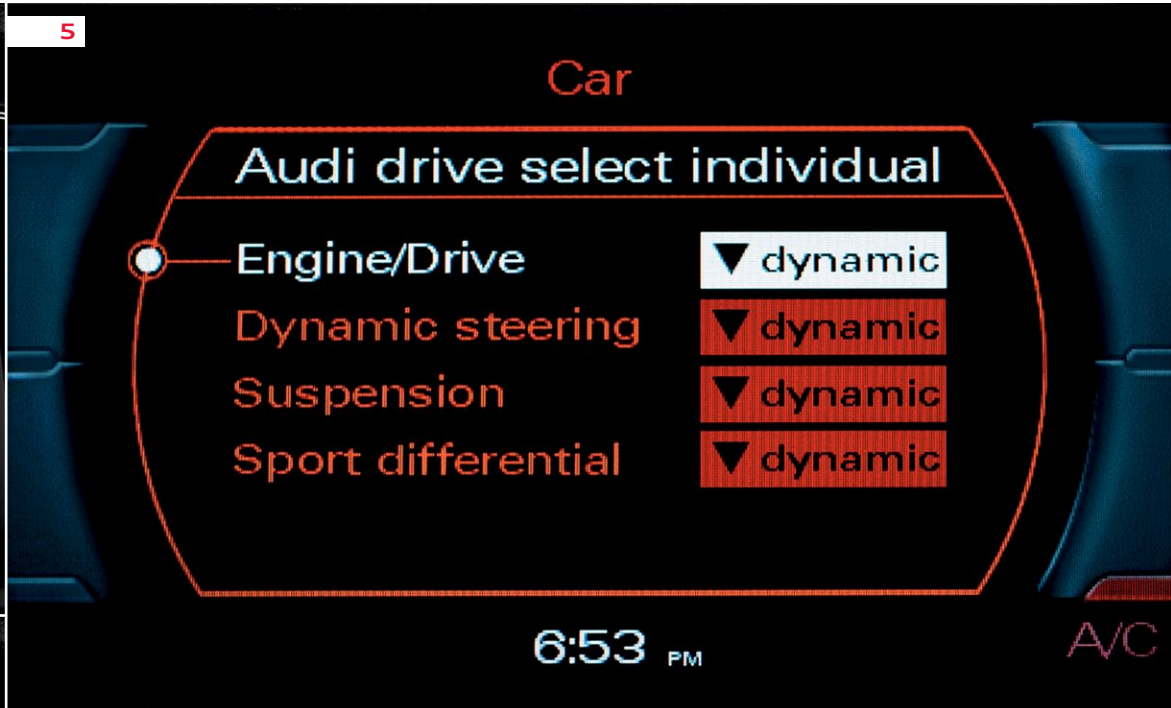 5
Car
Audi drive select individual
Engine/Drive ▼ dynamic
Dynamic steering ▼ dynamic
Suspension ▼ dynamic
Sport differential ▼ dynamic
6:53 PM
A/C